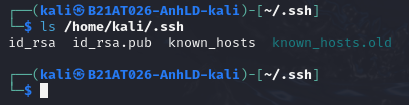 ┌──(kali㉿B21AT026-AnhLD-kali)-[~/.ssh]
└─$ ls /home/kali/.ssh
id_rsa  id_rsa.pub  known_hosts  known_hosts.old
┌──(kali㉿B21AT026-AnhLD-kali)-[~/.ssh]
└─$